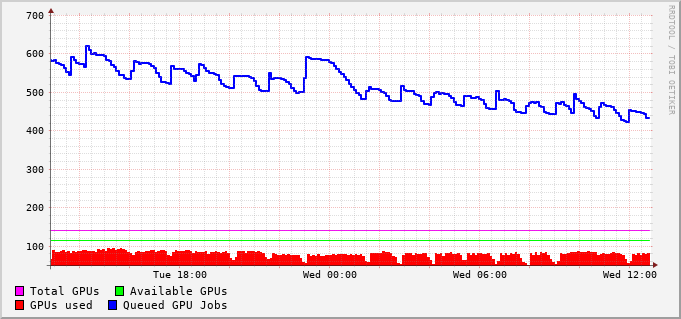 700
600
500
400
300
200
100
Tue 18:00 Wed 00:00 Wed 06:00 Wed 12:00
Total GPUs Available GPUs
GPUs used Queued GPU Jobs
RRDTOOL / TOBI OETIKER